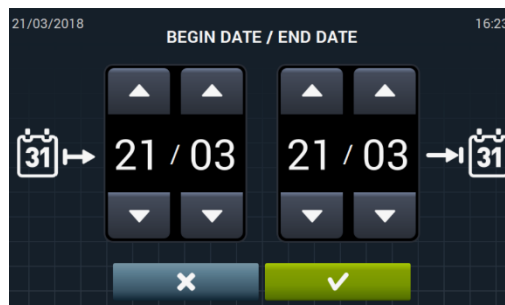 21/03/2018 16:23
BEGIN DATE / END DATE
31 21 / 03 21 / 03 31